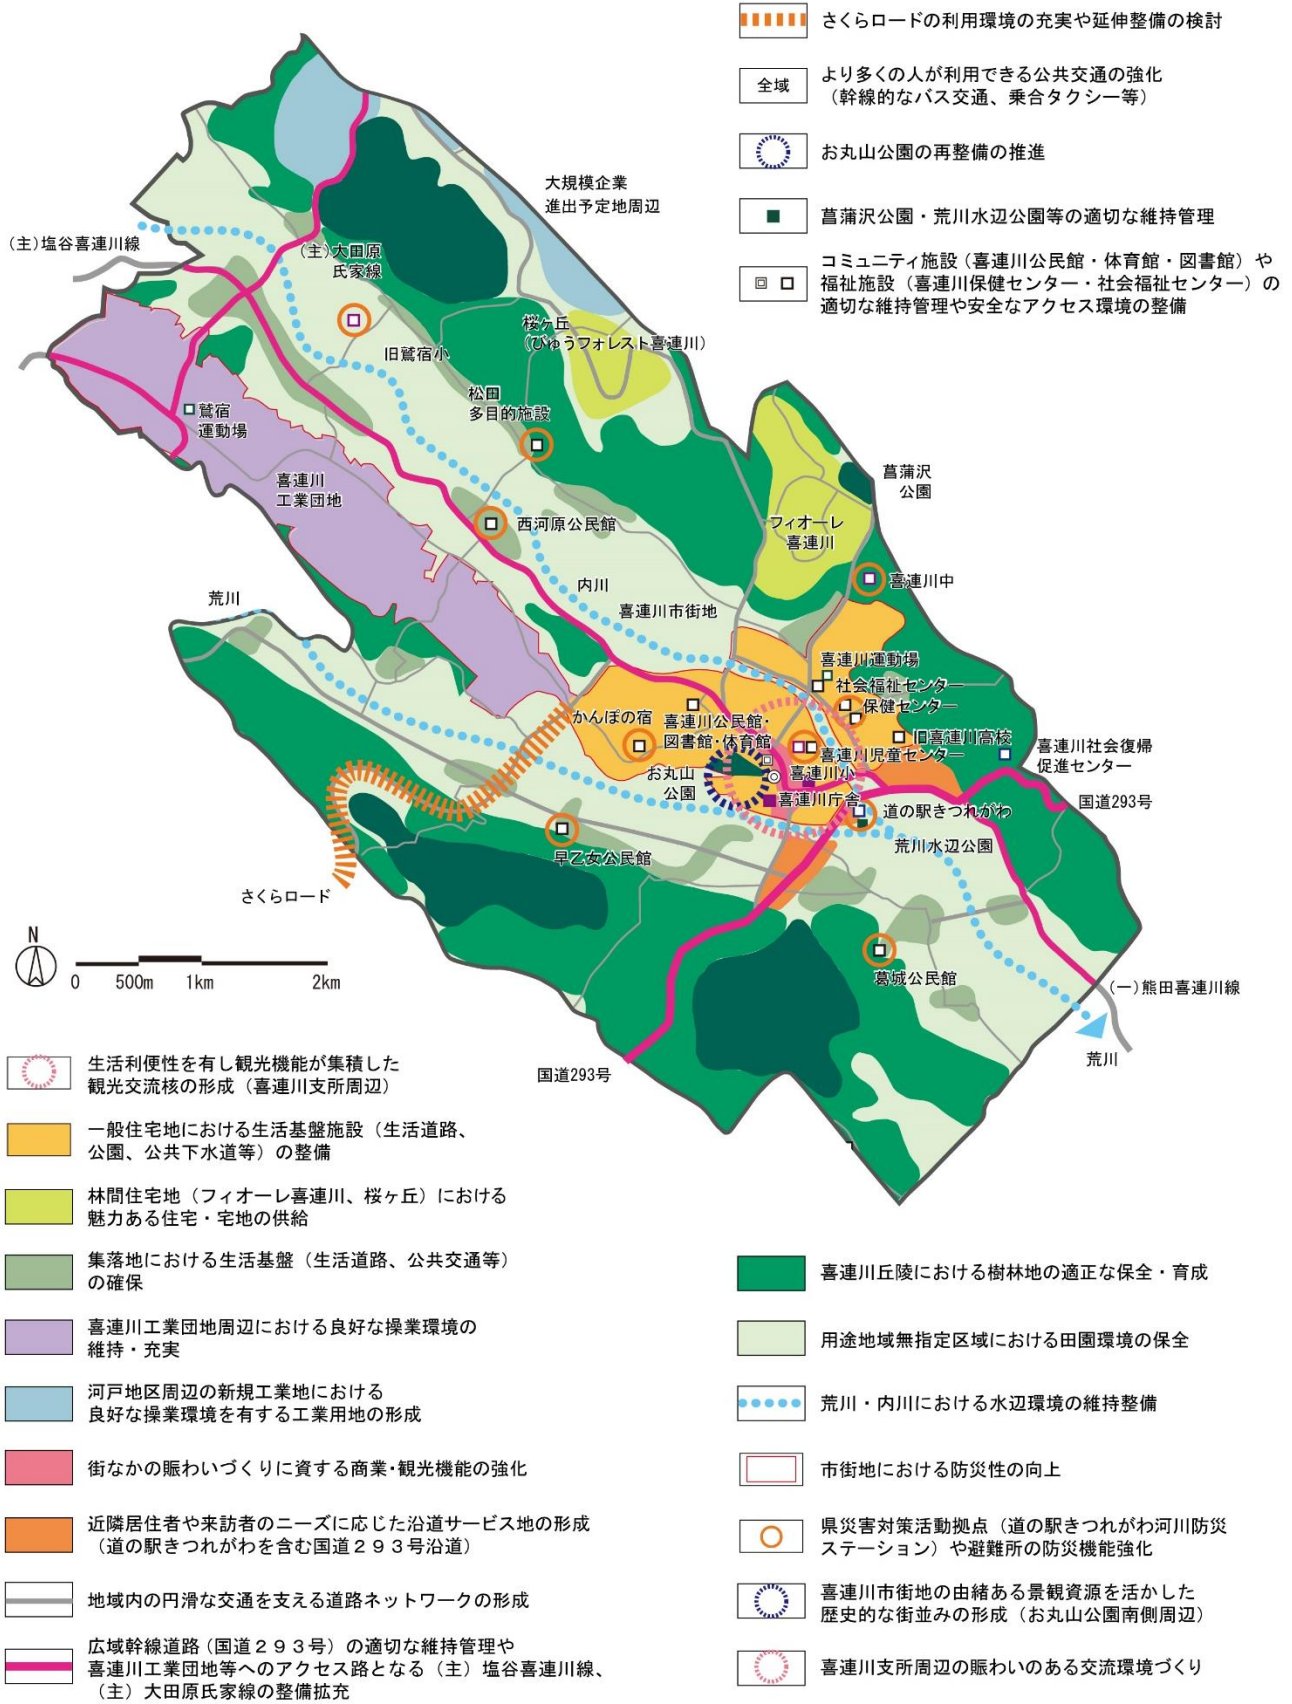 さくらロードの利用環境の充実や延伸整備の検討
全域
より多くの人が利用できる公共交通の強化
（幹線的なバス交通、乗合タクシー等）
お丸山公園の再整備の推進
菖蒲沢公園・荒川水辺公園等の適切な維持管理
コミュニティ施設（喜連川公民館・体育館・図書館）や
福祉施設（喜連川保健センター・社会福祉センター）の
適切な維持管理や安全なアクセス環境の整備
大規模企業
進出予定地周辺
（主）塩谷喜連川線
（主）大田原
氏家線
桜ヶ丘
（びゅうフォレスト喜連川）
旧鷲宿小
松田
多目的施設
鷲宿
運動場
喜連川
工業団地
菖蒲沢
公園
フィオーレ
喜連川
西河原公民館
喜連川中
内川
荒川
喜連川市街地
喜連川運動場
社会福祉センター
保健センター
かんぽの宿
喜連川公民館・
図書館・体育館
旧喜連川高校
喜連川児童センター
喜連川社会復帰
促進センター
お丸山
公園
喜連川小
喜連川庁舎
国道293号
道の駅きつれがわ
荒川水辺公園
早乙女公民館
さくらロード
葛城公民館
（一）熊田喜連川線
荒川
国道293号
N
0 500m 1km 2km
生活利便性を有し観光機能が集積した
観光交流核の形成（喜連川支所周辺）
一般住宅地における生活基盤施設（生活道路、
公園、公共下水道等）の整備
林間住宅地（フィオーレ喜連川、桜ヶ丘）における
魅力ある住宅・宅地の供給
集落地における生活基盤（生活道路、公共交通等）
の確保
喜連川工業団地周辺における良好な操業環境の
維持・充実
河戸地区周辺の新規工業地における
良好な操業環境を有する工業用地の形成
街なかの賑わいづくりに資する商業・観光機能の強化
近隣居住者や来訪者のニーズに応じた沿道サービス地の形成
（道の駅きつれがわを含む国道２９３号沿道）
地域内の円滑な交通を支える道路ネットワークの形成
広域幹線道路（国道２９３号）の適切な維持管理や
喜連川工業団地等へのアクセス路となる（主）塩谷喜連川線、
（主）大田原氏家線の整備拡充
喜連川丘陵における樹林地の適正な保全・育成
用途地域無指定区域における田園環境の保全
荒川・内川における水辺環境の維持整備
市街地における防災性の向上
県災害対策活動拠点（道の駅きつれがわ河川防災
ステーション）や避難所の防災機能強化
喜連川市街地の由緒ある景観資源を活かした
歴史的な街並みの形成（お丸山公園南側周辺）
喜連川支所周辺の賑わいのある交流環境づくり